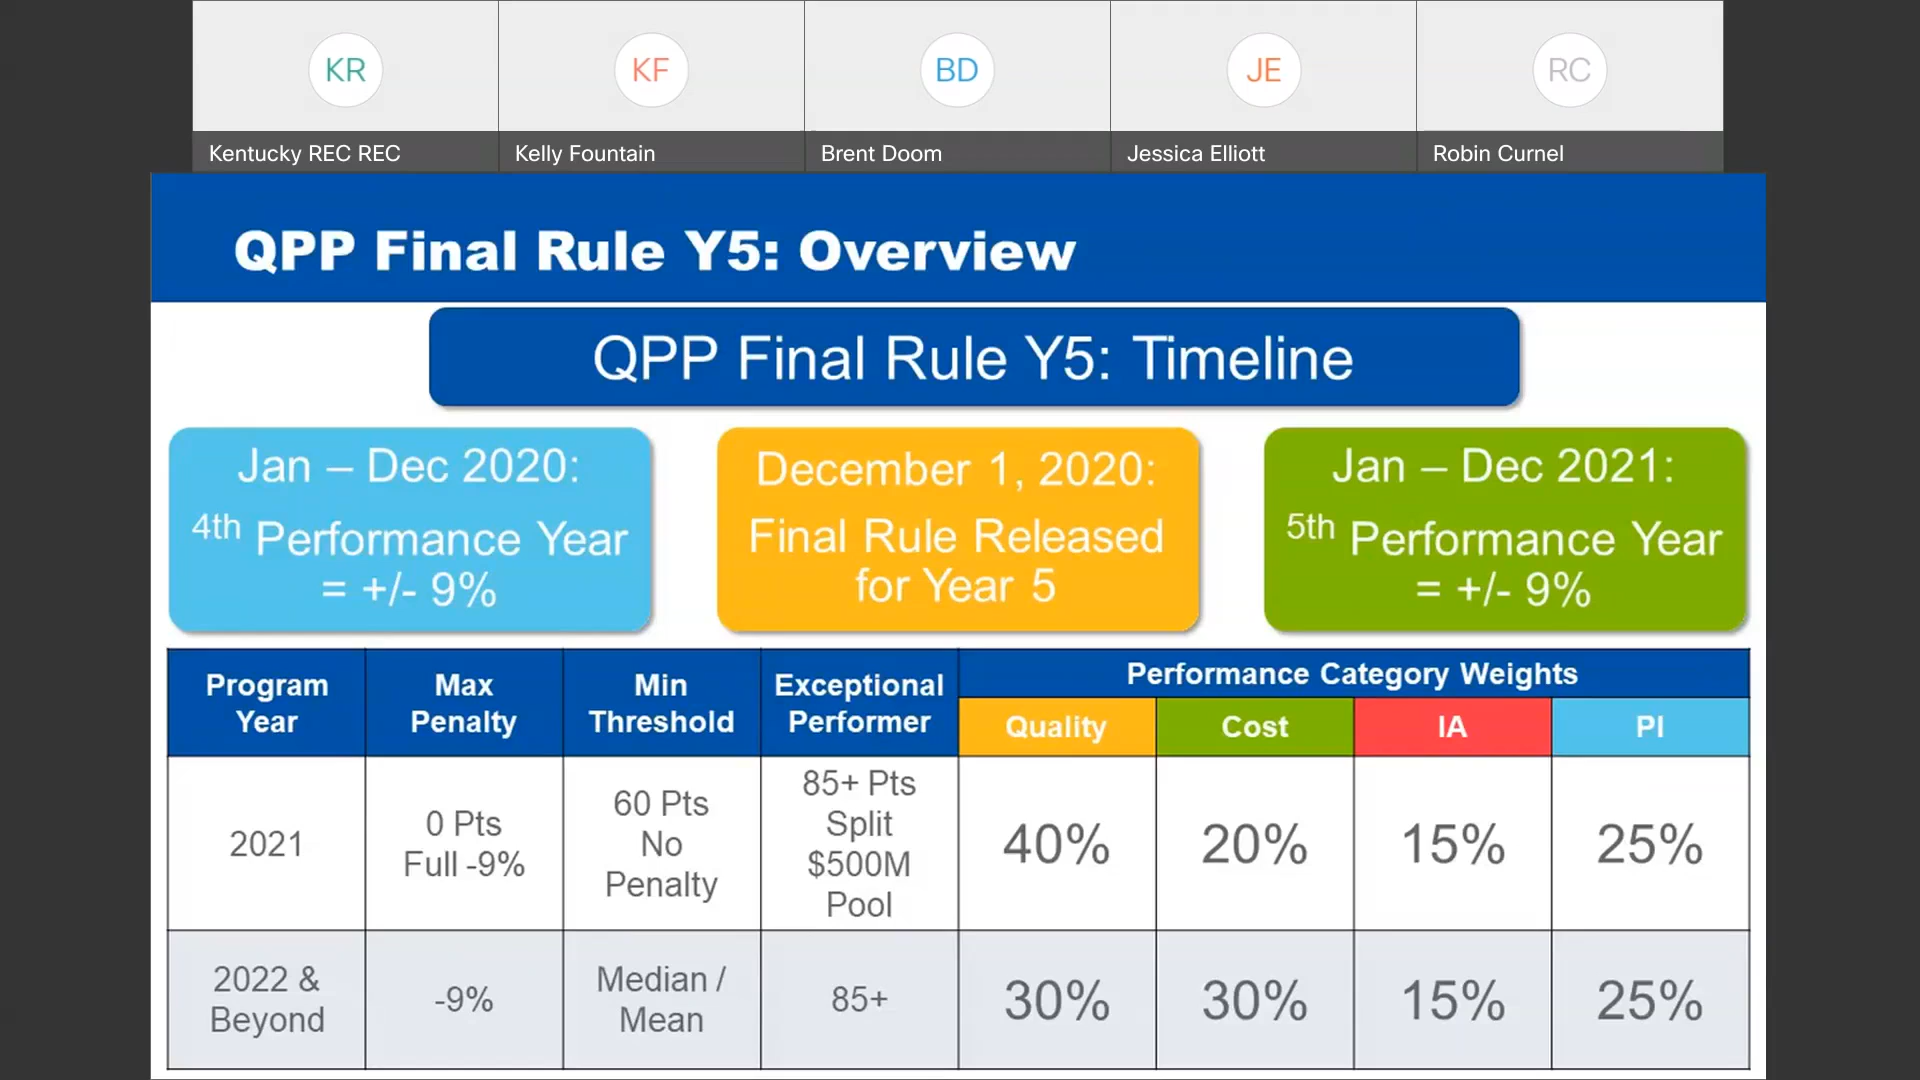 KR
KF
BD
JE
RC
Kentucky REC REC
Kelly Fountain
Brent Doom
Jessica Elliott
Robin Curnel
QPP Final Rule Y5: Overview
QPP Final Rule Y5: Timeline
Jan – Dec 2020:
4th Performance Year
= +/- 9%
December 1, 2020:
Final Rule Released
for Year 5
Jan – Dec 2021:
5th Performance Year
= +/- 9%
Program
Year
Max
Penalty
Min
Threshold
Exceptional
Performer
Performance Category Weights
Quality
Cost
IA
PI
2021
0 Pts
Full -9%
60 Pts
No
Penalty
85+ Pts
Split
$500M
Pool
40%
20%
15%
25%
2022 &
Beyond
-9%
Median /
Mean
85+
30%
30%
15%
25%